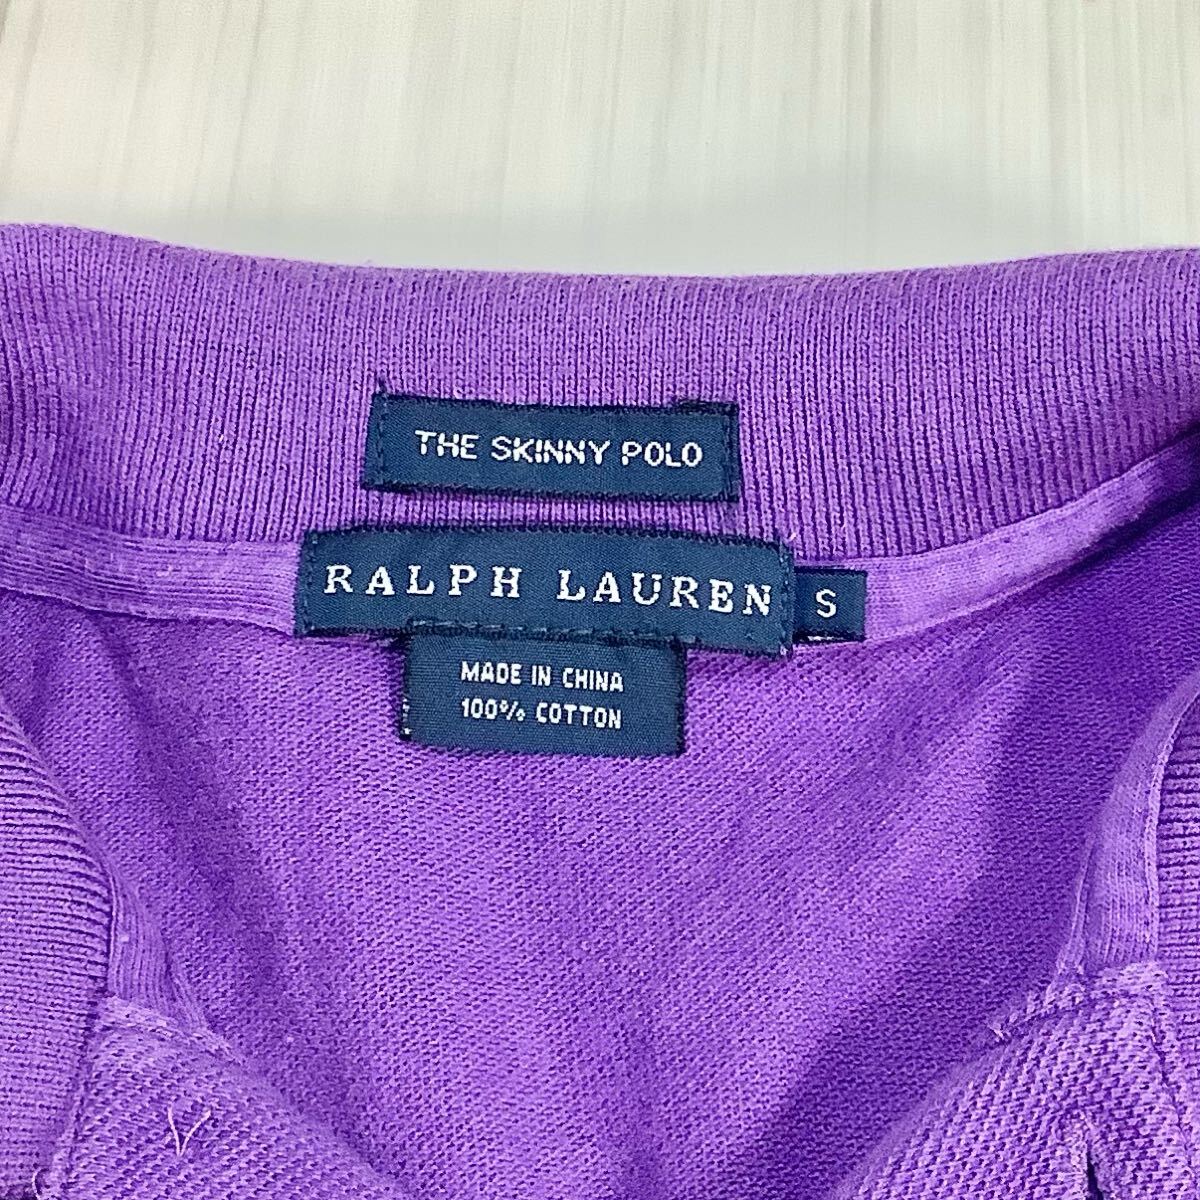 THE SKINNY POLO
RALPH LAUREN
S
MADE IN CHINA
100% COTTON